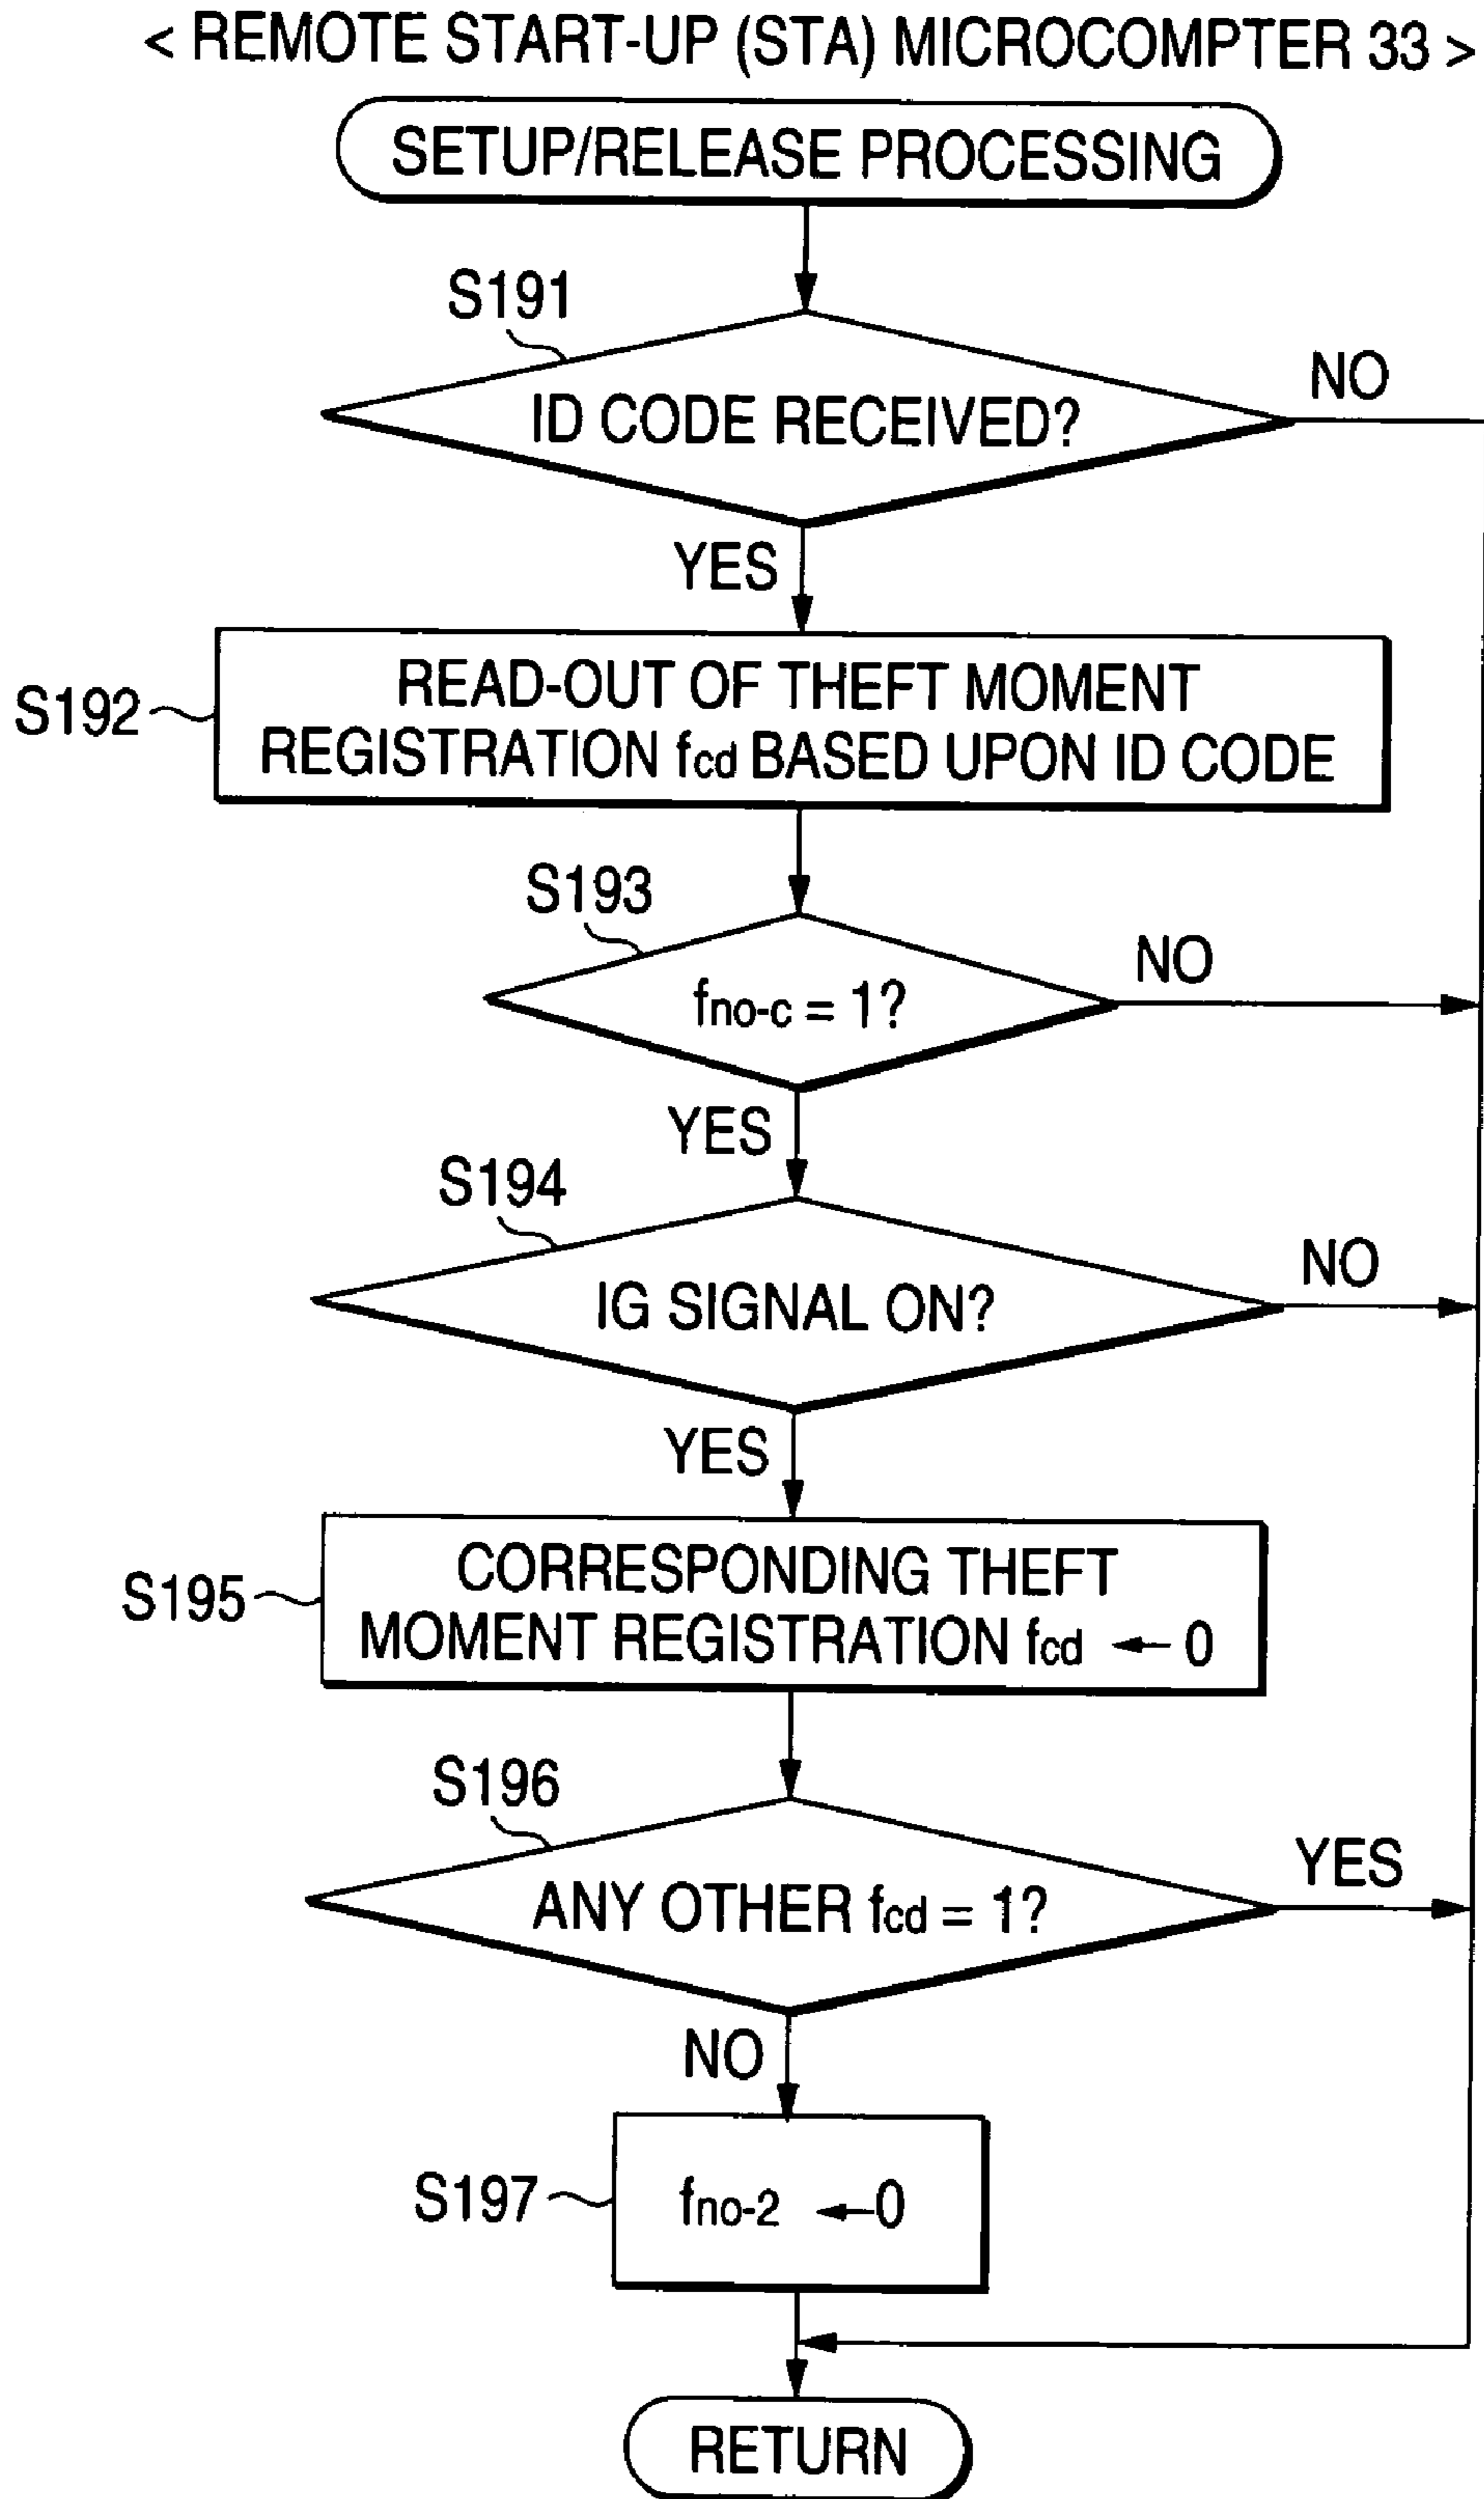 < REMOTE START-UP (STA) MICROCOMPTER 33 >
SETUP/RELEASE PROCESSING
S191
ID CODE RECEIVED?
NO
YES
S192
READ-OUT OF THEFT MOMENT
REGISTRATION fcd BASED UPON ID CODE
S193
fno-c = 1?
NO
YES
S194
IG SIGNAL ON?
NO
YES
S195
CORRESPONDING THEFT
MOMENT REGISTRATION fcd ← 0
S196
ANY OTHER fcd = 1?
YES
NO
S197
fno-2 ← 0
RETURN